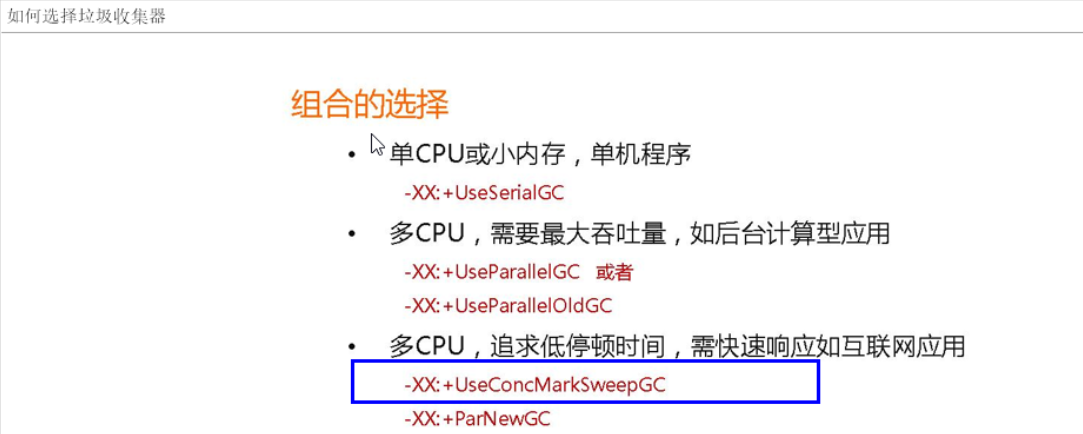 如何选择垃圾收集器
组合的选择
• 单CPU或小内存，单机程序
-XX:+UseSerialGC
• 多CPU，需要最大吞吐量，如后台计算型应用
-XX:+UseParallelGC 或者
-XX:+UseParallelOldGC
• 多CPU，追求低停顿时间，需快速响应如互联网应用
-XX:+UseConcMarkSweepGC
-XX:+ParNewGC